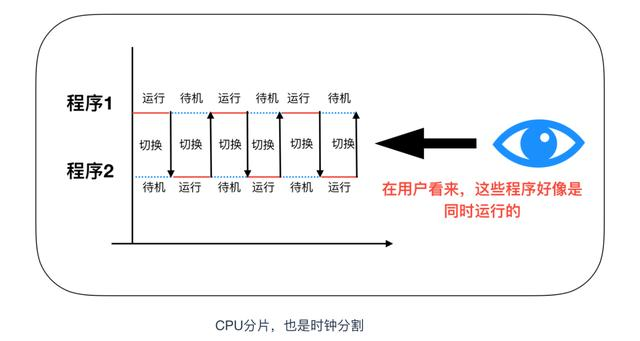 程序1
运行 待机 运行 待机 运行 待机
切换 切换 切换 切换 切换 切换
程序2
待机 运行 待机 运行 待机 运行
在用户看来，这些程序好像是
同时运行的
CPU分片，也是时钟分割